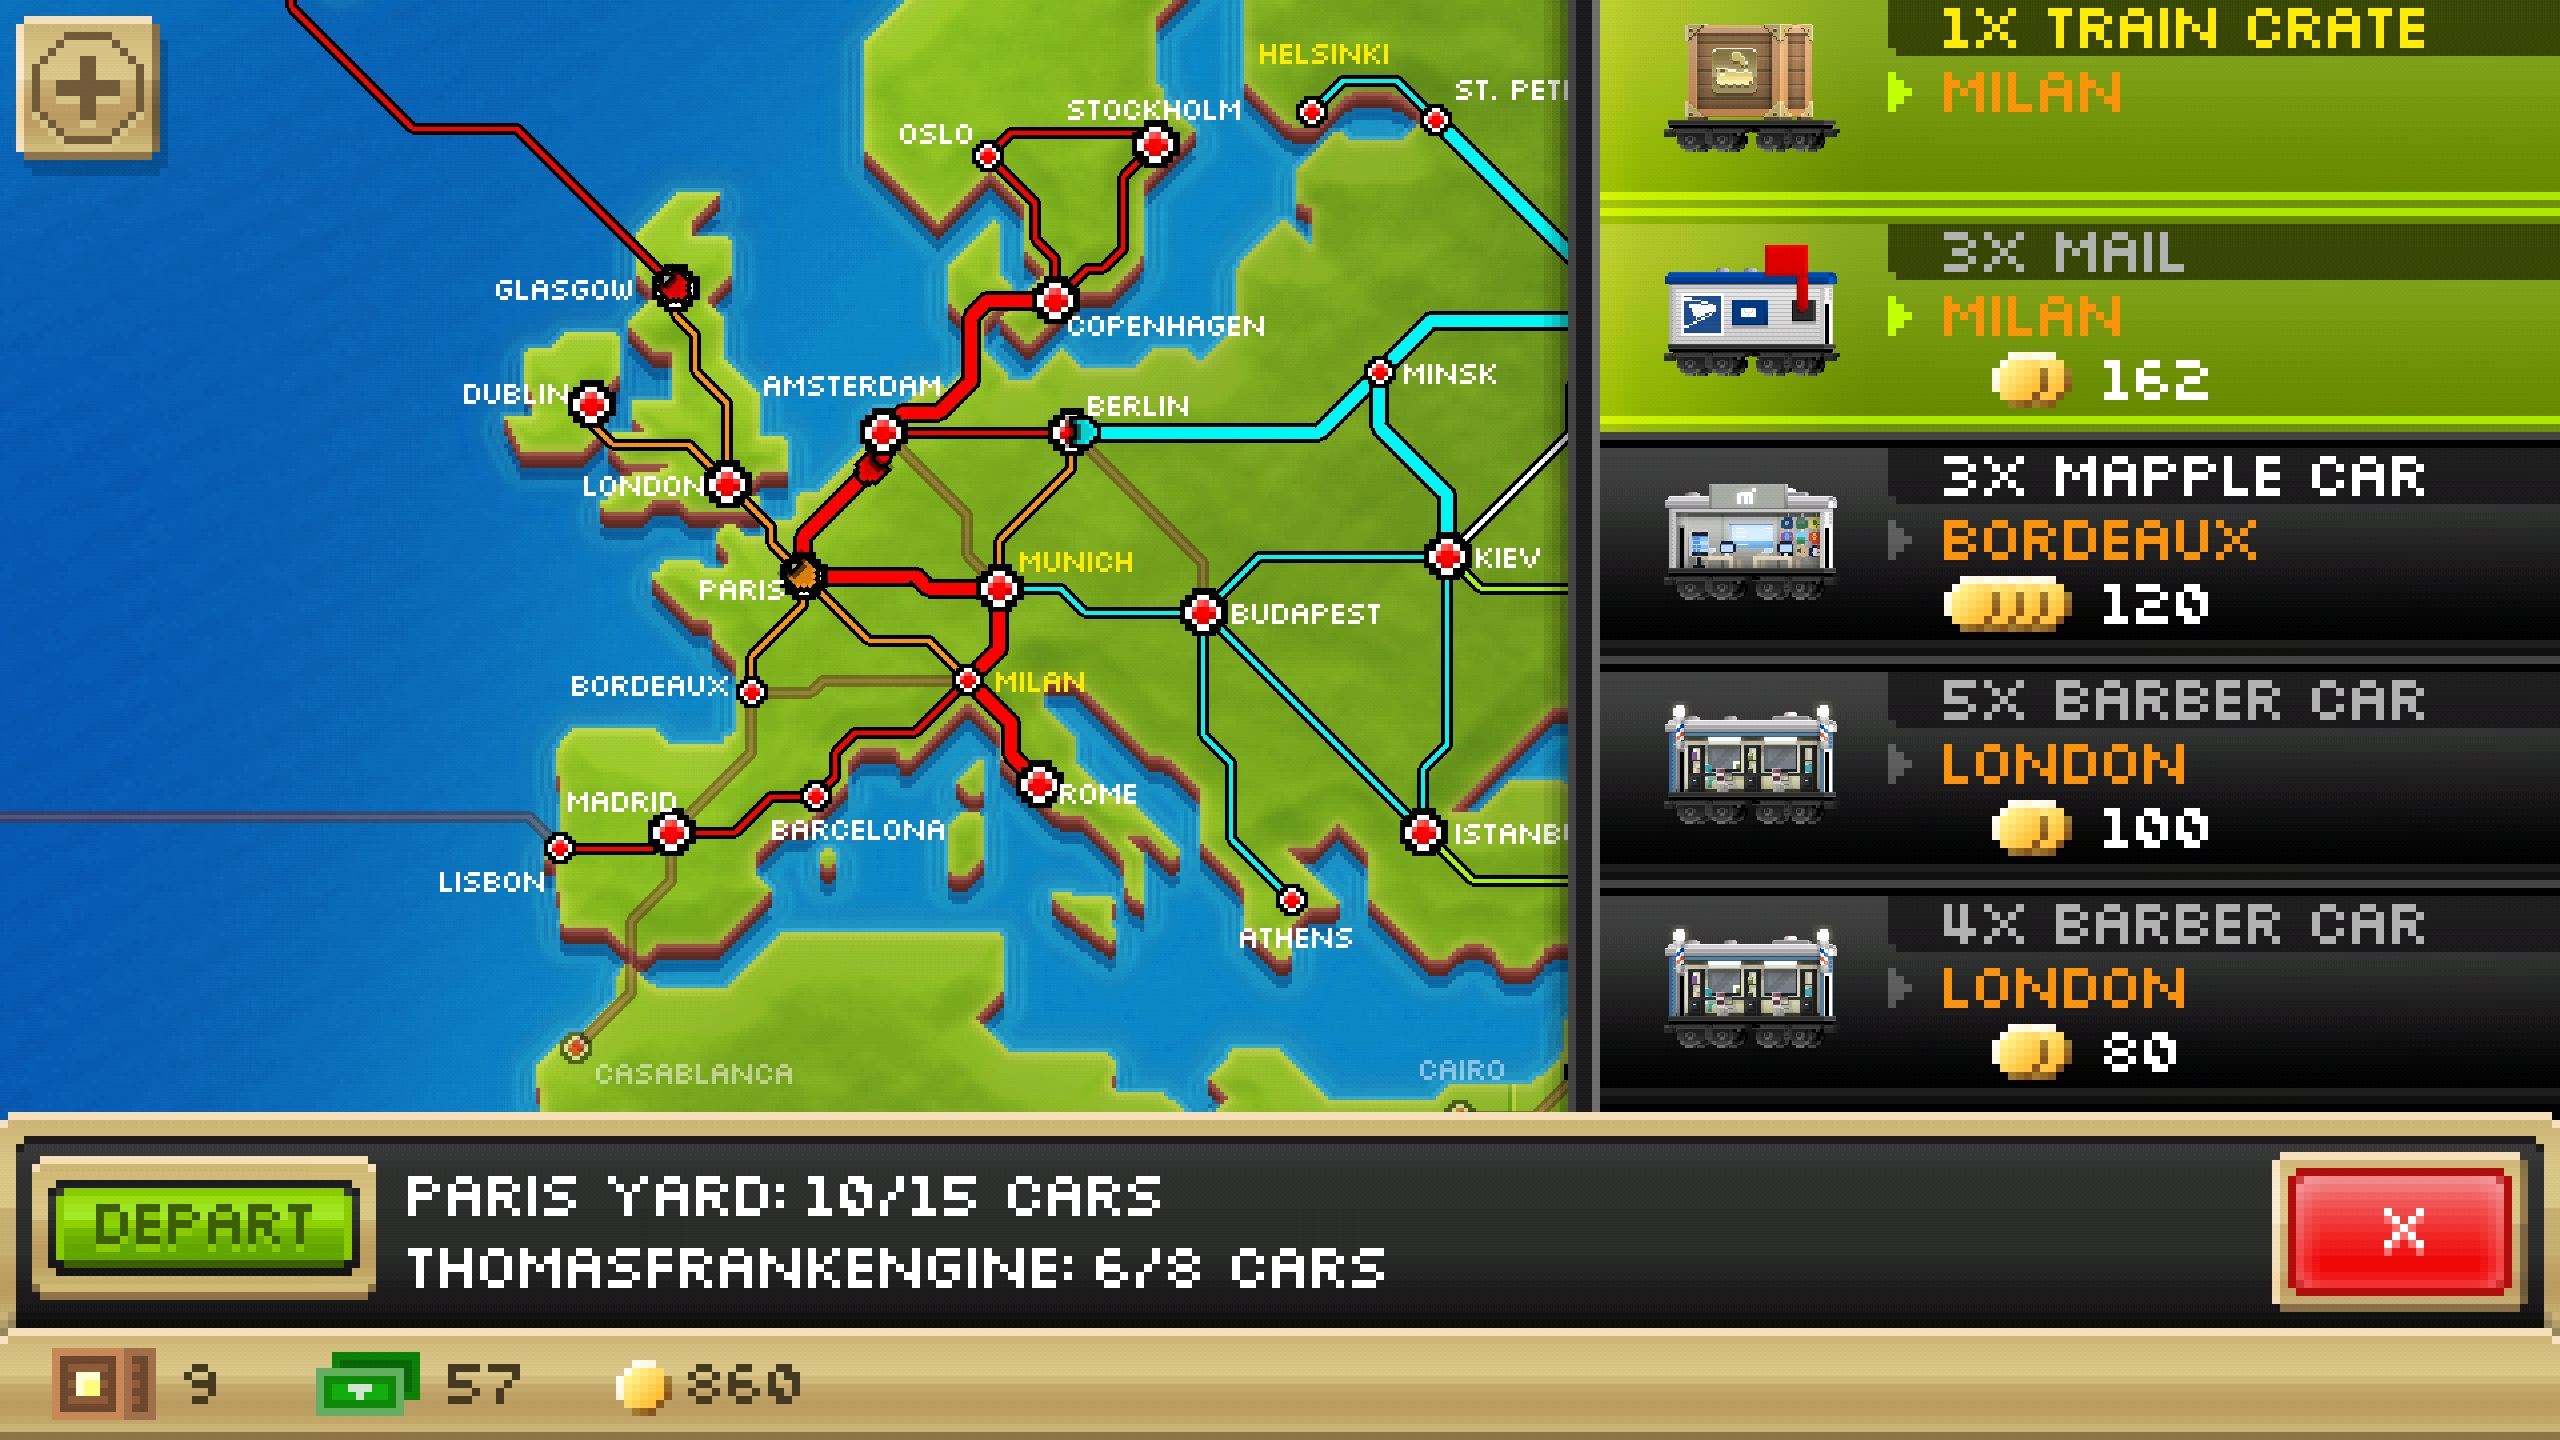 HELSINKI
ST. PET
STOCKHOLM
OSLO
GLASGOW
COPENHAGEN
DUBLIN
AMSTERDAM
BERLIN
MINSK
LONDON
MUNICH
KIEV
PARIS
BUDAPEST
BORDEAUX
MILAN
MADRID
ROME
BARCELONA
ISTANB
LISBON
ATHENS
CASABLANCA
CAIRO
1X TRAIN CRATE
MILAN
3X MAIL
MILAN
162
3X MAPPLE CAR
BORDEAUX
120
5X BARBER CAR
LONDON
100
4X BARBER CAR
LONDON
80
DEPART
PARIS YARD: 10/15 CARS
THOMASFRANKENGINE: 6/8 CARS
X
9
57
860